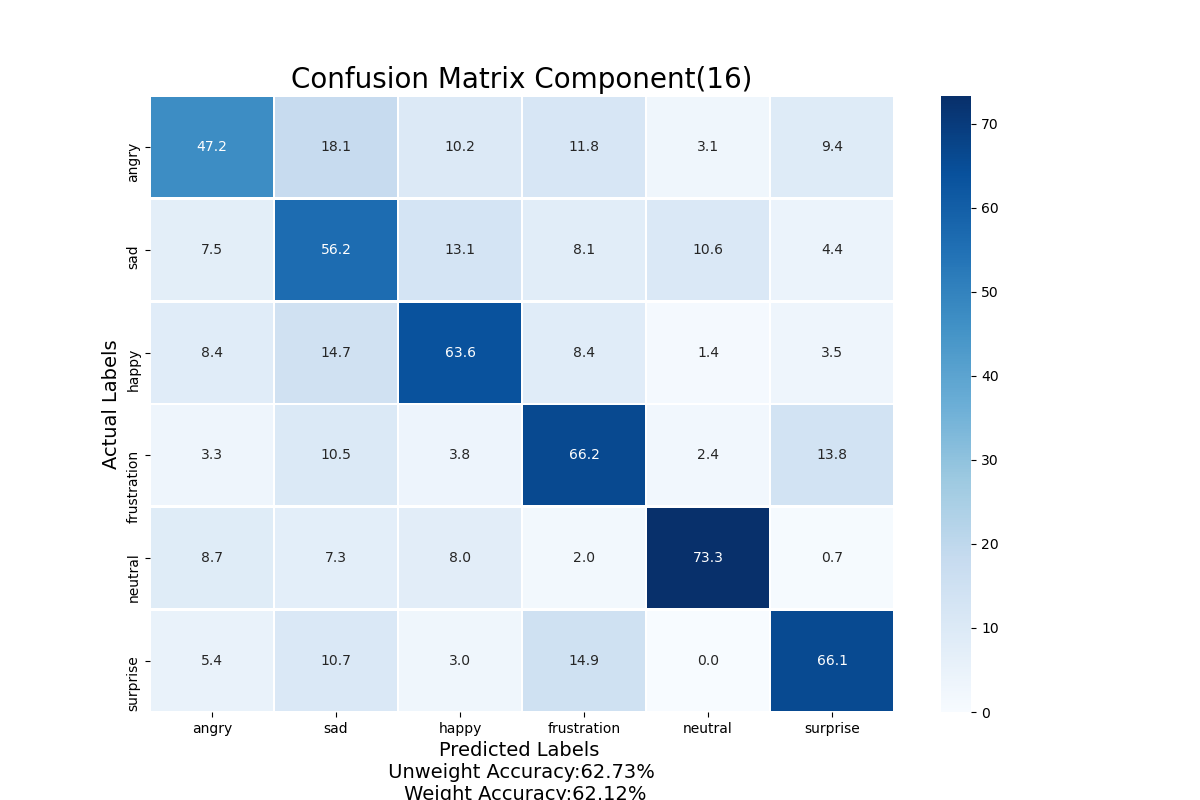 Confusion Matrix Component(16)
angry 47.2 18.1 10.2 11.8 3.1 9.4
sad 7.5 56.2 13.1 8.1 10.6 4.4
happy 8.4 14.7 63.6 8.4 1.4 3.5
frustration 3.3 10.5 3.8 66.2 2.4 13.8
neutral 8.7 7.3 8.0 2.0 73.3 0.7
surprise 5.4 10.7 3.0 14.9 0.0 66.1
Actual Labels
angry sad happy frustration neutral surprise
Predicted Labels
Unweight Accuracy:62.73%
Weight Accuracy:62.12%
70
60
50
40
30
20
10
0